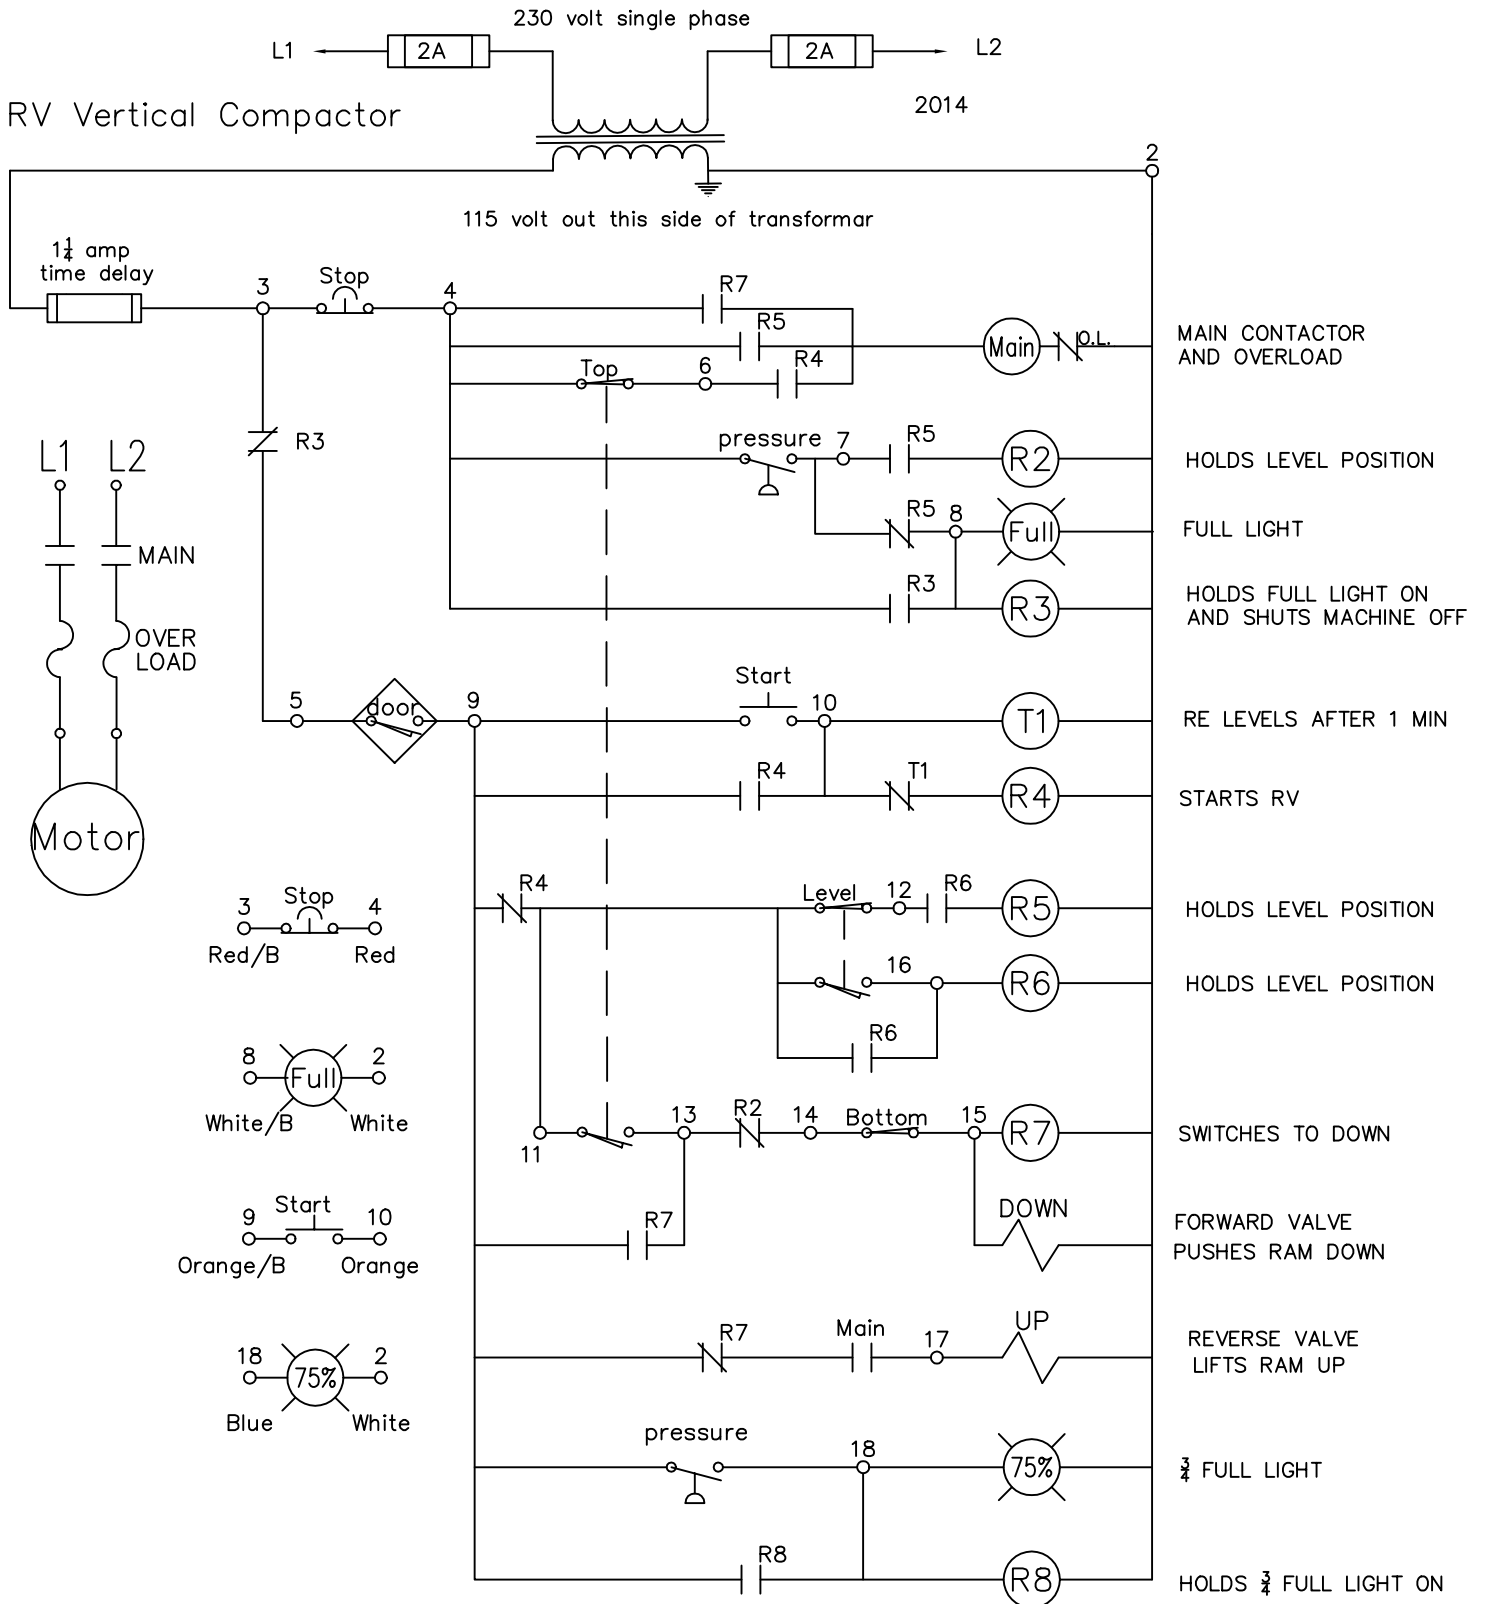 230 volt single phase
L1 2A 2A L2
RV Vertical Compactor
2014
2
115 volt out this side of transformar
1 1/4 amp
time delay
3
Stop
4
R7
R5
Main
O.L.
MAIN CONTACTOR
AND OVERLOAD
Top
6
R4
R3
pressure
7
R5
R2
HOLDS LEVEL POSITION
R5
8
Full
FULL LIGHT
R3
R3
HOLDS FULL LIGHT ON
AND SHUTS MACHINE OFF
L1 L2
MAIN
OVER
LOAD
Motor
5
door
9
Start
10
T1
RE LEVELS AFTER 1 MIN
R4
T1
R4
STARTS RV
R4
Level
12
R6
R5
HOLDS LEVEL POSITION
16
R6
HOLDS LEVEL POSITION
R6
11
13
R2
14
Bottom
15
R7
SWITCHES TO DOWN
R7
DOWN
FORWARD VALVE
PUSHES RAM DOWN
R7
Main
17
UP
REVERSE VALVE
LIFTS RAM UP
pressure
18
75%
3/4 FULL LIGHT
R8
R8
HOLDS 3/4 FULL LIGHT ON
3 Stop 4
Red/B Red
8 Full 2
White/B White
Start
9 10
Orange/B Orange
18 75% 2
Blue White